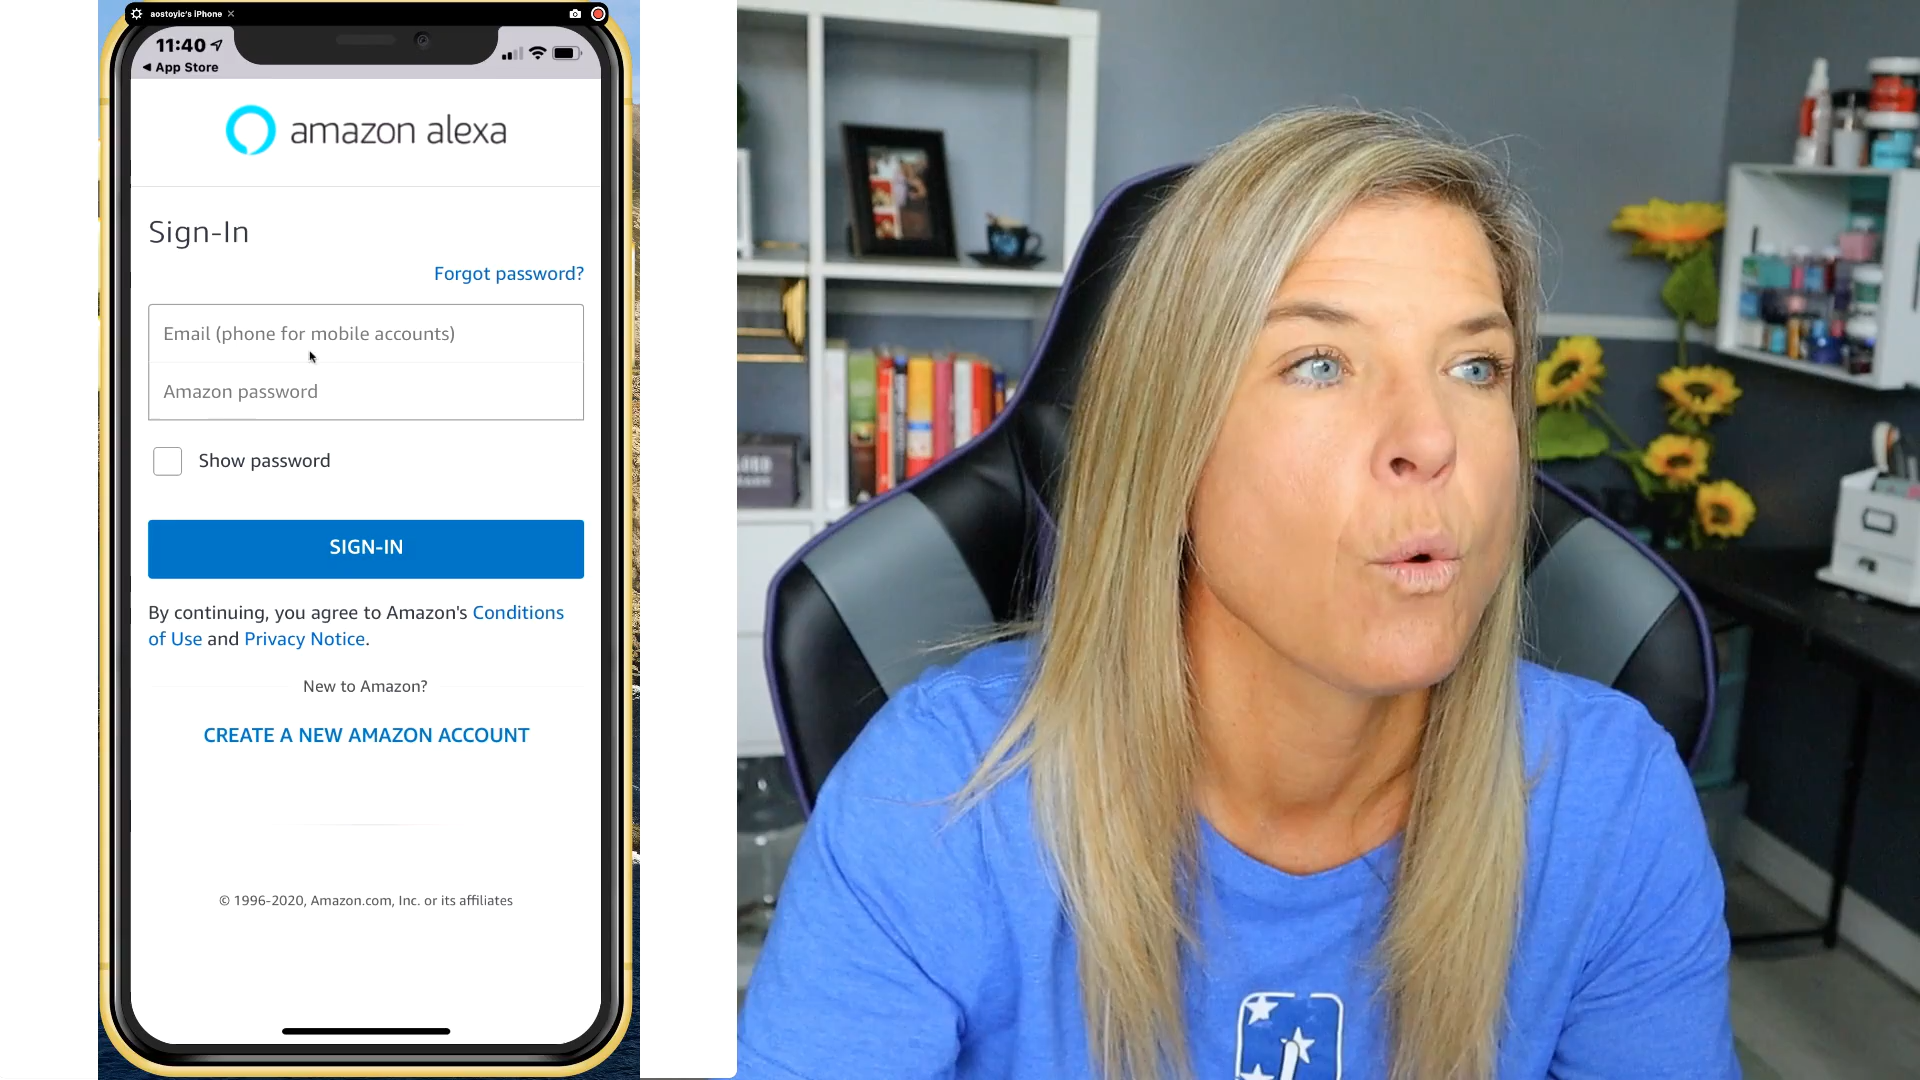 aostoyic's iPhone
11:40
App Store
amazon alexa
Sign-In
Forgot password?
Email (phone for mobile accounts)
Amazon password
Show password
SIGN-IN
By continuing, you agree to Amazon's Conditions
of Use and Privacy Notice.
New to Amazon?
CREATE A NEW AMAZON ACCOUNT
© 1996-2020, Amazon.com, Inc. or its affiliates